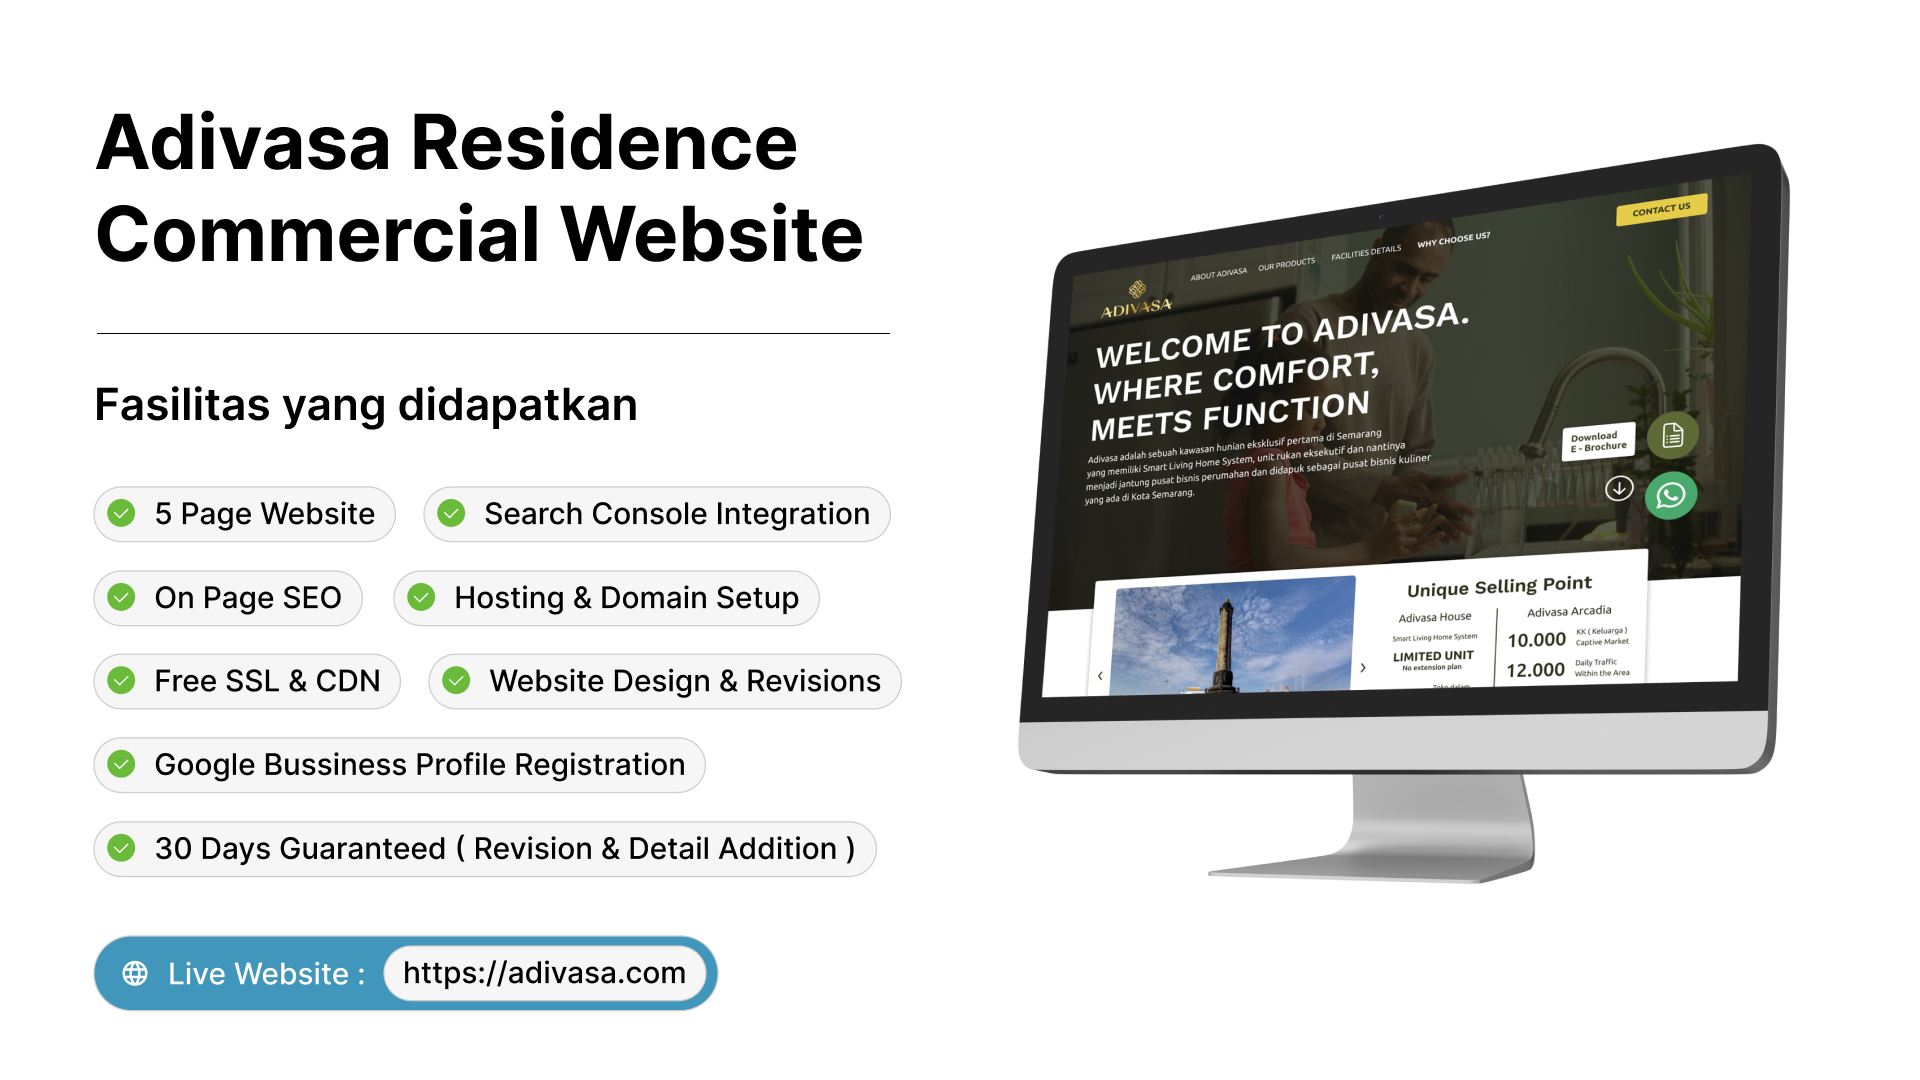 Adivasa Residence
Commercial Website
Fasilitas yang didapatkan
5 Page Website
Search Console Integration
On Page SEO
Hosting & Domain Setup
Free SSL & CDN
Website Design & Revisions
Google Bussiness Profile Registration
30 Days Guaranteed ( Revision & Detail Addition )
Live Website :
https://adivasa.com
ADIVASA
ABOUT ADIVASA
OUR PRODUCTS
FACILITIES DETAILS
WHY CHOOSE US?
CONTACT US
WELCOME TO ADIVASA.
WHERE COMFORT,
MEETS FUNCTION
Adivasa adalah sebuah kawasan hunian eksklusif pertama di Semarang
yang memiliki Smart Living Home System, unit rukan eksekutif dan nantinya
menjadi jantung pusat bisnis perumahan dan didapuk sebagai pusat bisnis kuliner
yang ada di Kota Semarang.
Download
E - Brochure
Unique Selling Point
Adivasa House
Smart Living Home System
LIMITED UNIT
No extension plan
Toko dalam
Adivasa Arcadia
10.000
KK ( Keluarga )
Captive Market
12.000
Daily Traffic
Within the Area